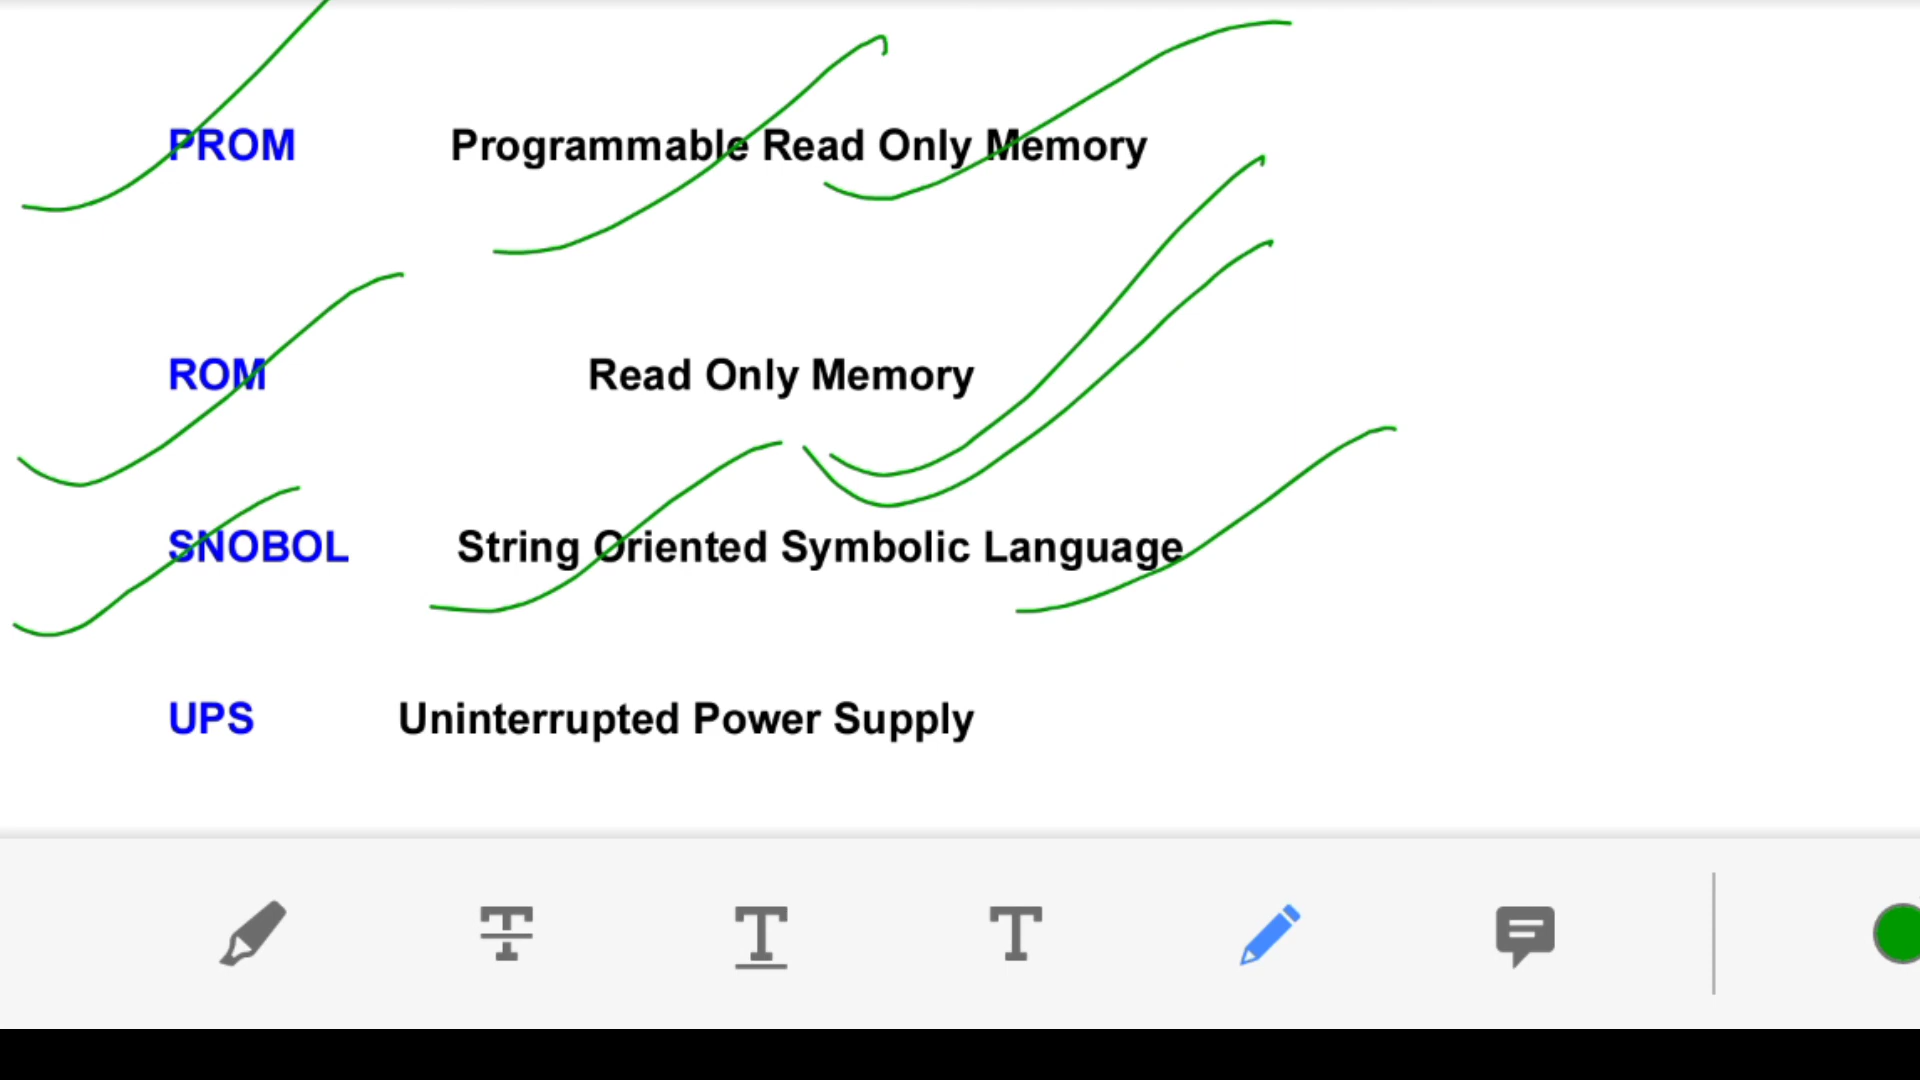 PROM Programmable Read Only Memory
ROM Read Only Memory
SNOBOL String Oriented Symbolic Language
UPS Uninterrupted Power Supply